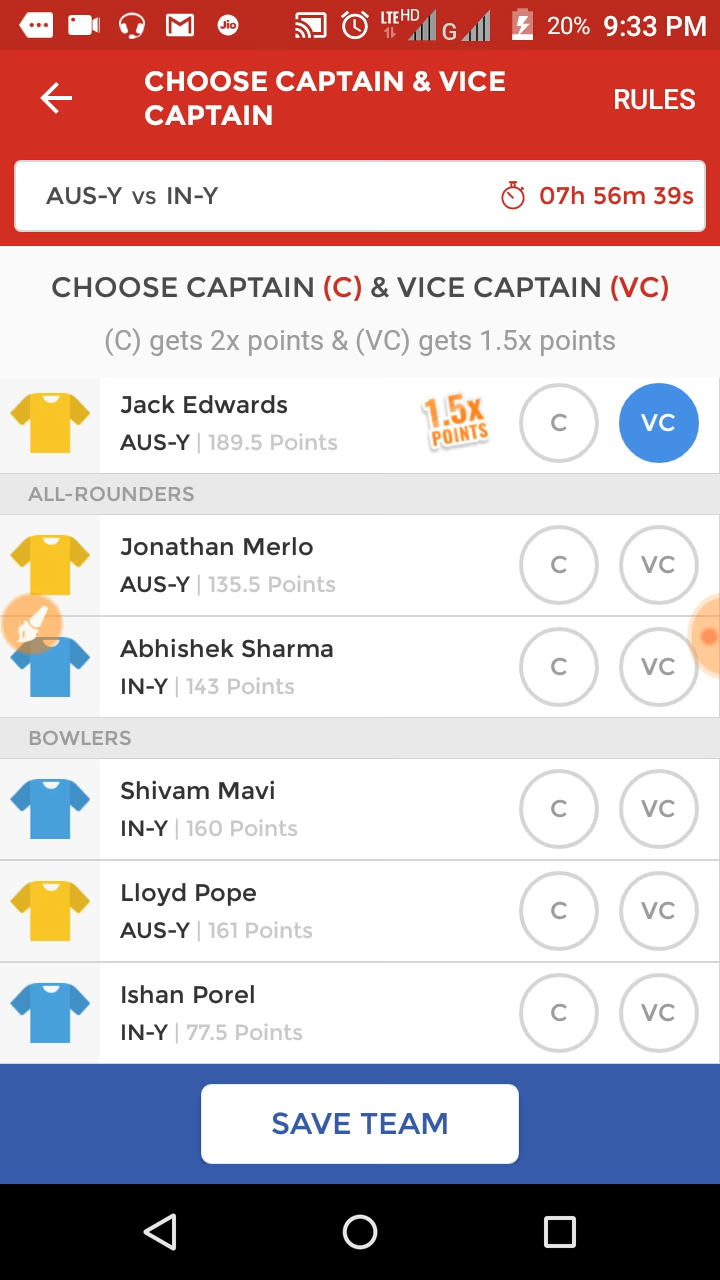 Jio LTE HD G 20% 9:33 PM
CHOOSE CAPTAIN & VICE
CAPTAIN
RULES
AUS-Y vs IN-Y 07h 56m 39s
CHOOSE CAPTAIN (C) & VICE CAPTAIN (VC)
(C) gets 2x points & (VC) gets 1.5x points
Jack Edwards
AUS-Y | 189.5 Points
1.5x
POINTS
C VC
ALL-ROUNDERS
Jonathan Merlo
AUS-Y | 135.5 Points
C VC
Abhishek Sharma
IN-Y | 143 Points
C VC
BOWLERS
Shivam Mavi
IN-Y | 160 Points
C VC
Lloyd Pope
AUS-Y | 161 Points
C VC
Ishan Porel
IN-Y | 77.5 Points
C VC
SAVE TEAM